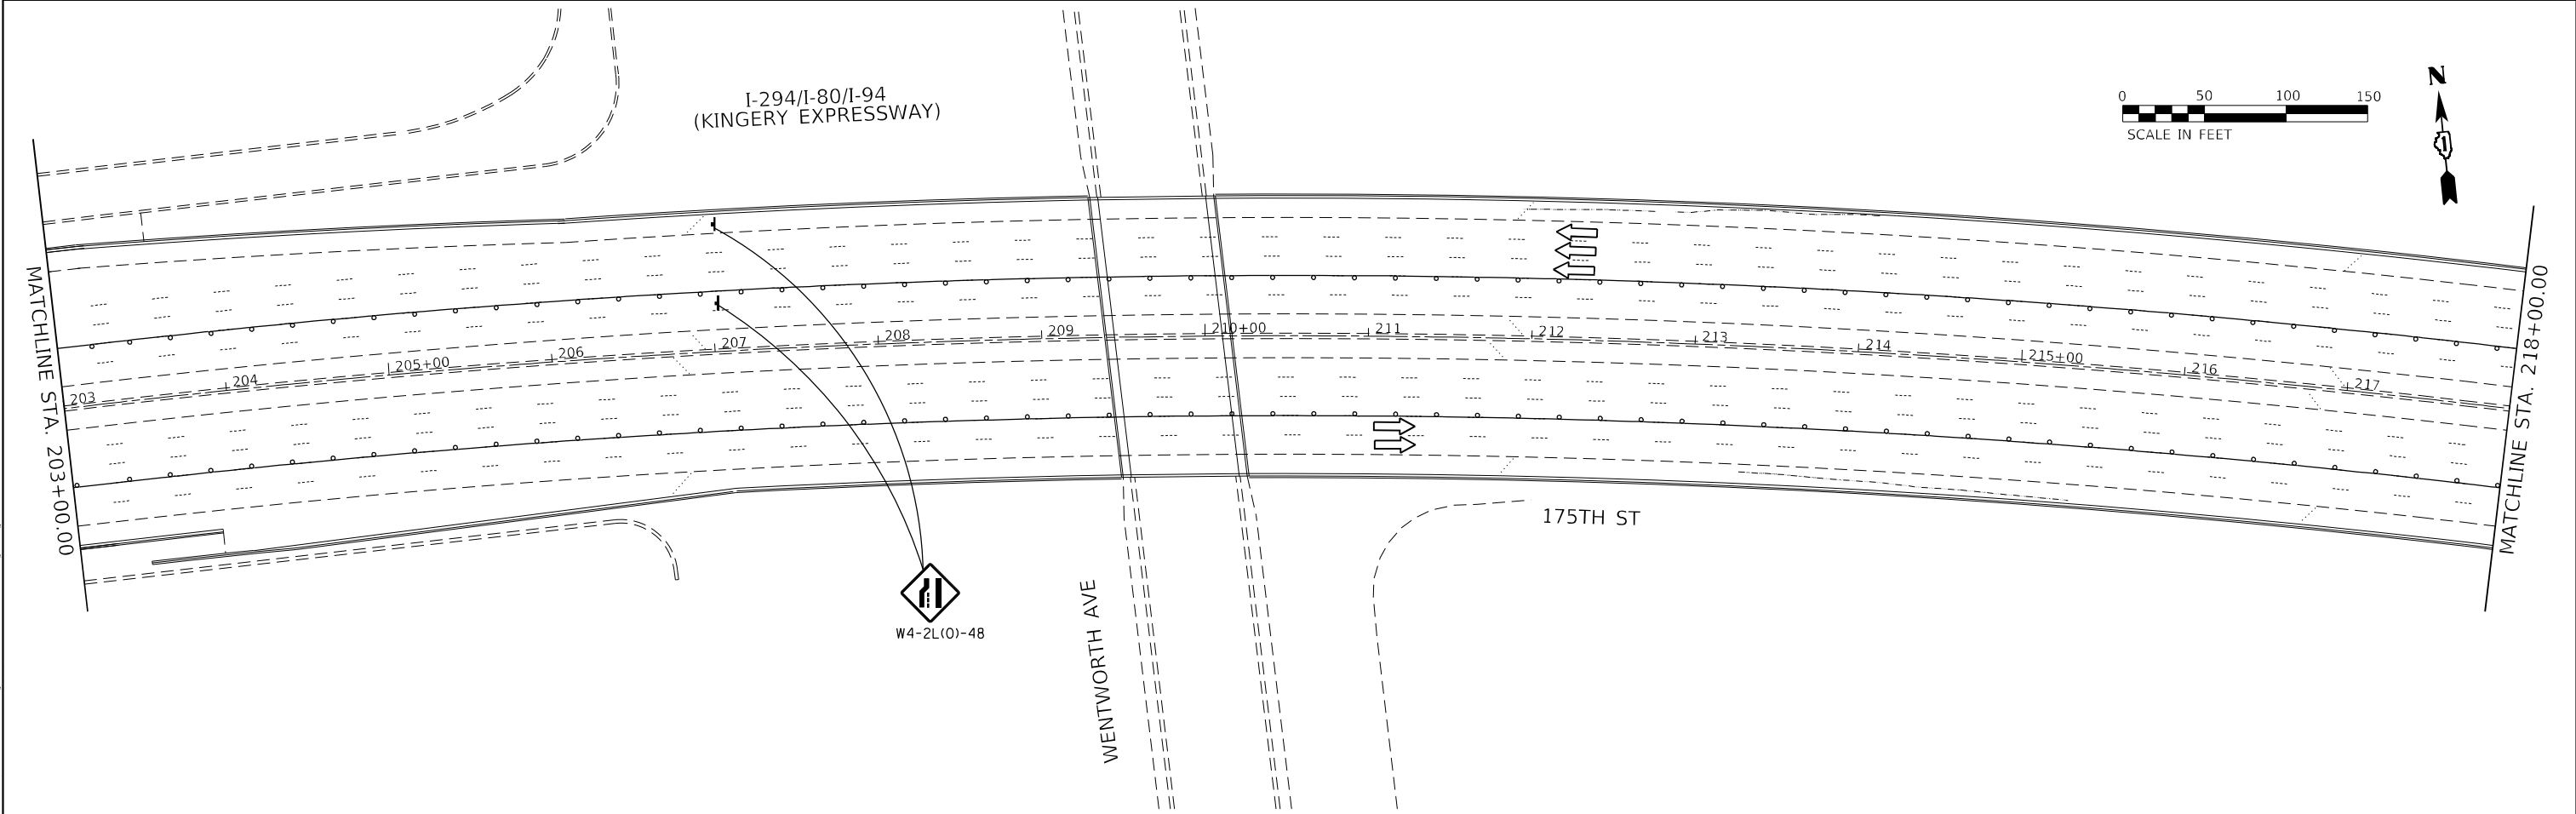 I-294/I-80/I-94
(KINGERY EXPRESSWAY)
0 50 100 150
SCALE IN FEET
N
1
MATCHLINE STA. 203+00.00
203
204
205+00
206
207
208
209
210+00
211
212
213
214
215+00
216
217
MATCHLINE STA. 218+00.00
175TH ST
WENTWORTH AVE
W4-2L(O)-48